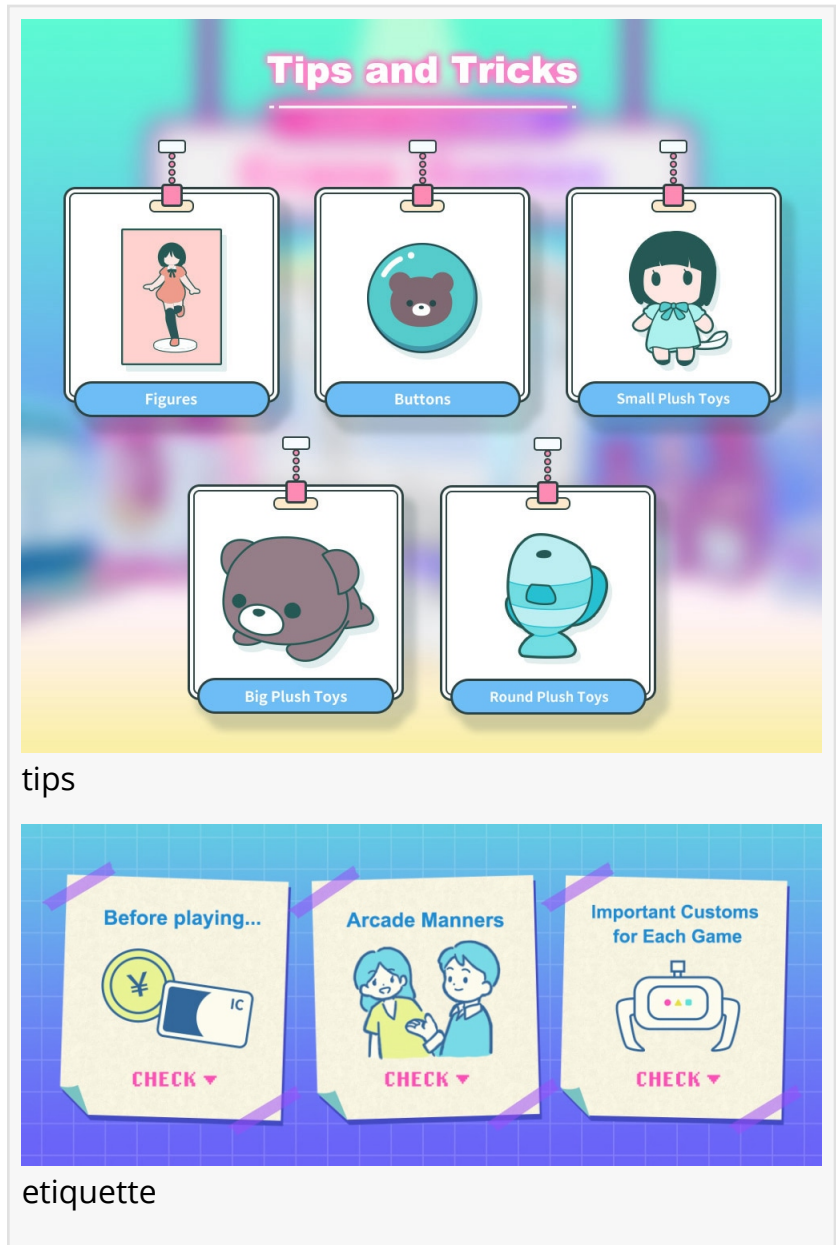 Tips and Tricks
Figures
Buttons
Small Plush Toys
Big Plush Toys
Round Plush Toys
tips
Before playing...
¥
IC
CHECK
Arcade Manners
CHECK
Important Customs
for Each Game
CHECK
etiquette